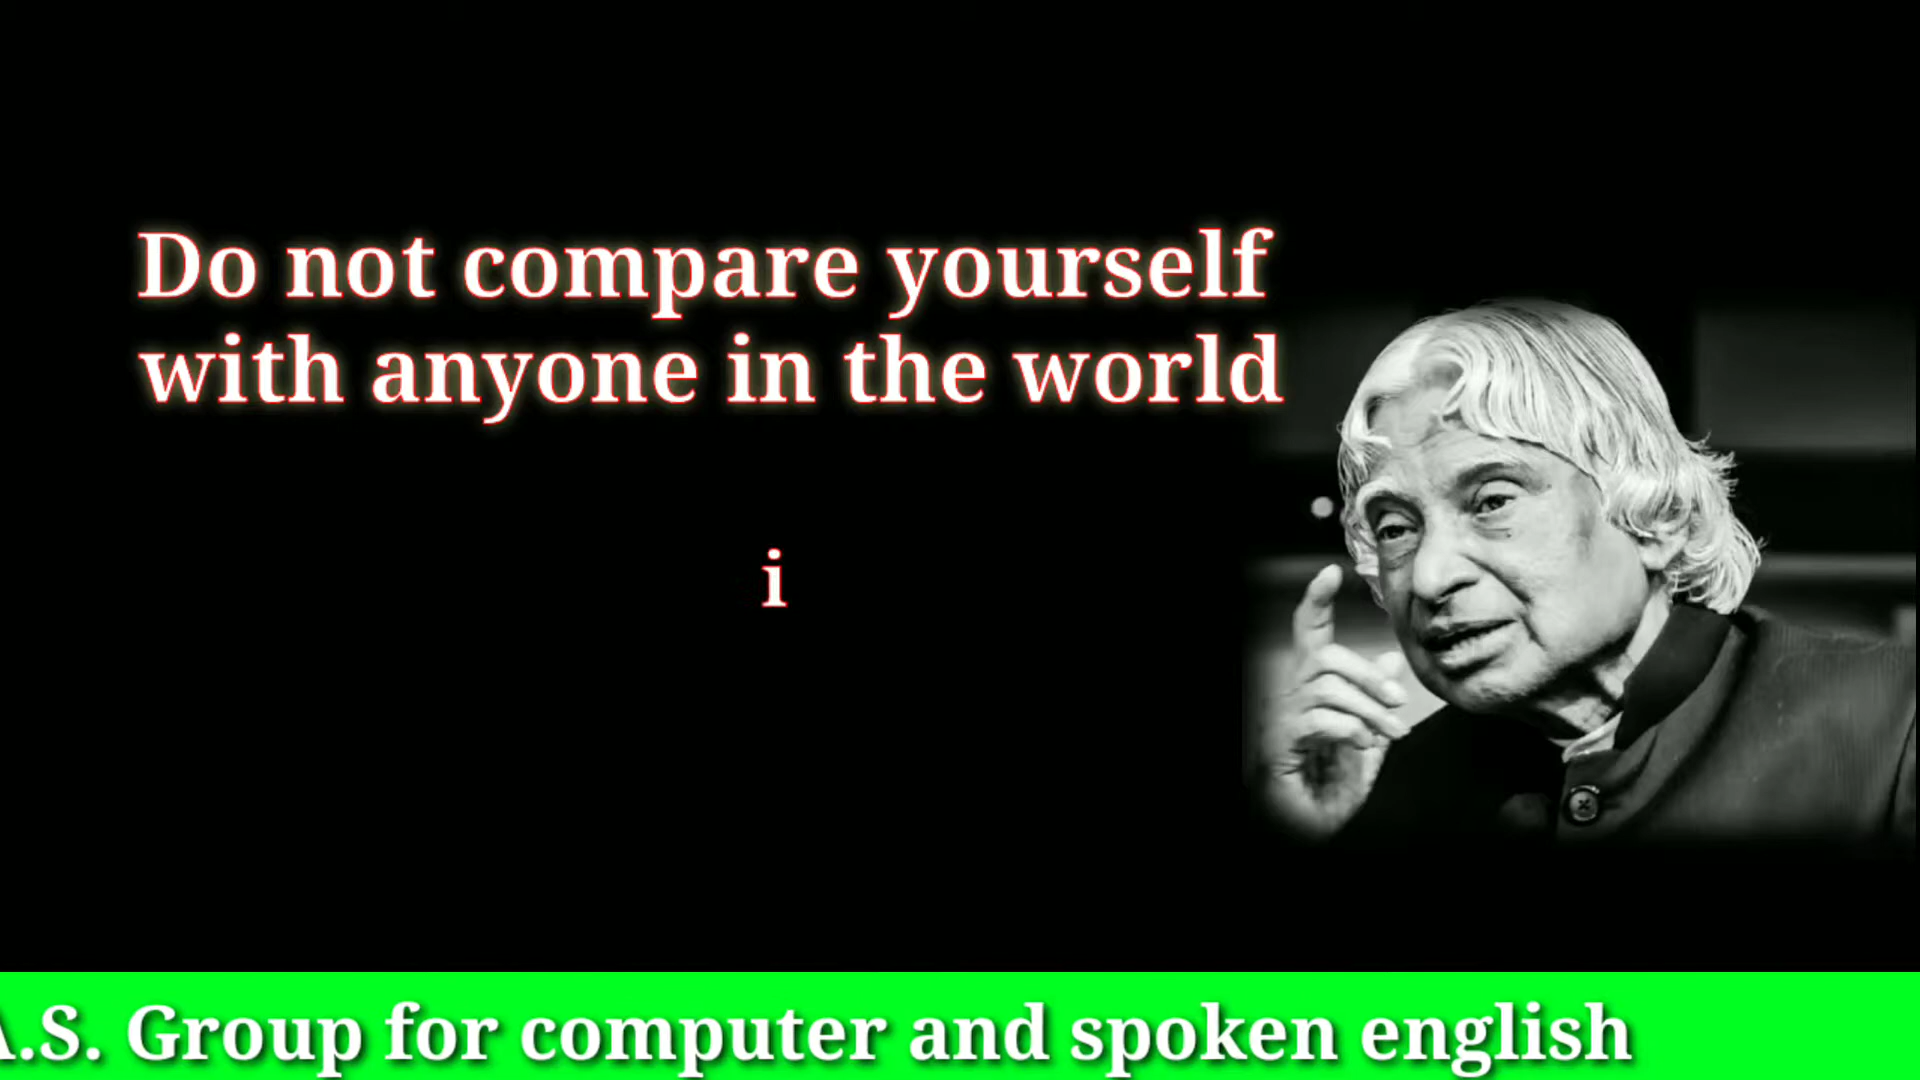 Do not compare yourself
with anyone in the world
i
A.S. Group for computer and spoken english